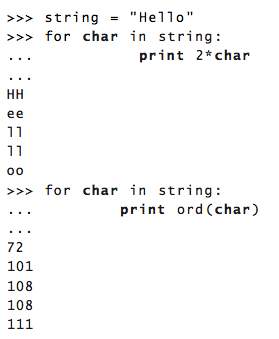 >>> string = "Hello"
>>> for char in string:
...            print 2*char
...
HH
ee
ll
ll
oo
>>> for char in string:
...          print ord(char)
...
72
101
108
108
111